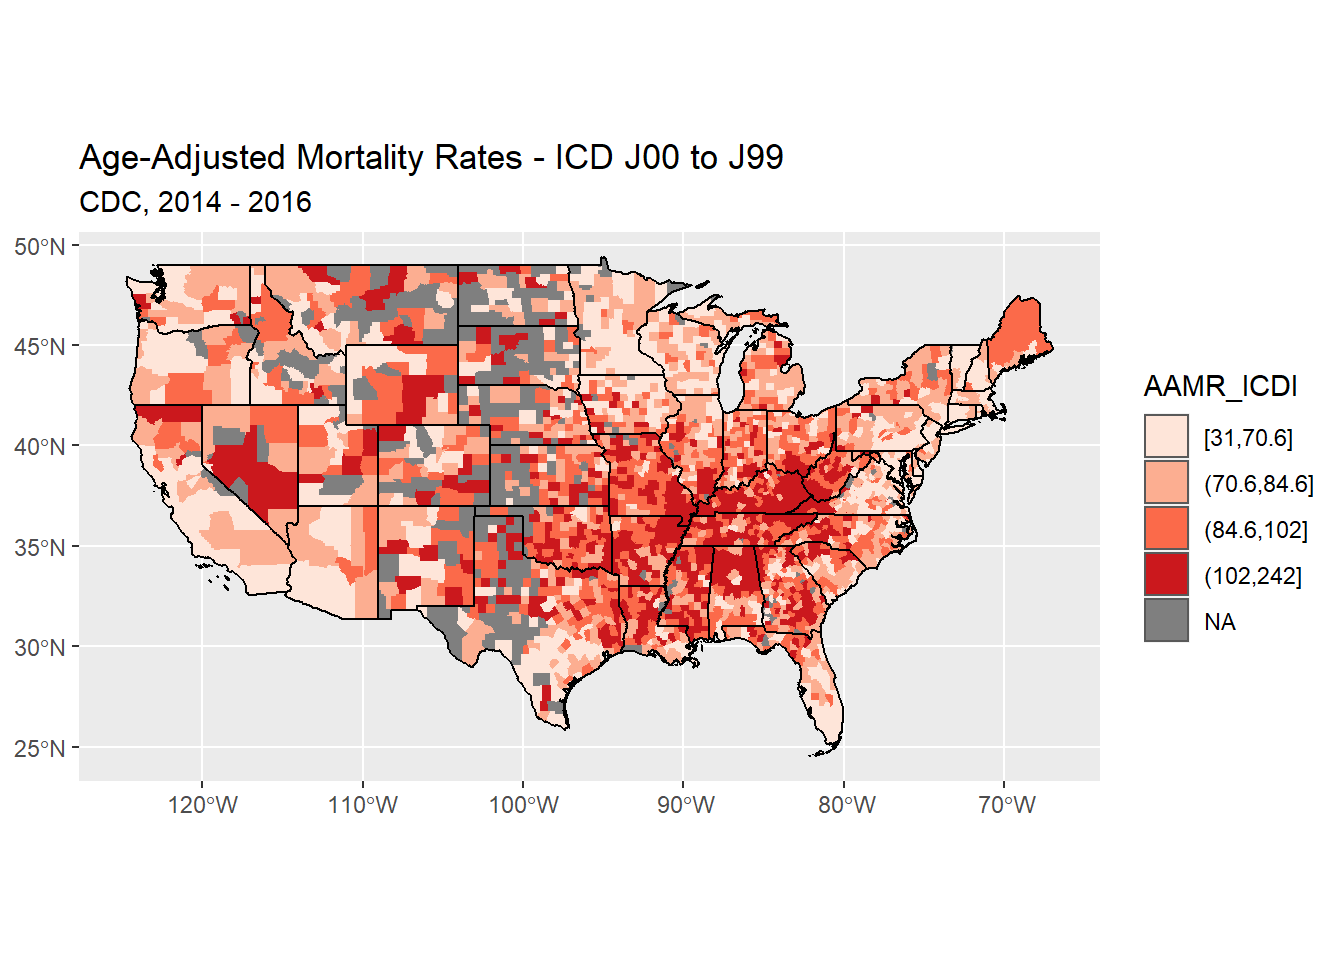 Age-Adjusted Mortality Rates - ICD J00 to J99
CDC, 2014 - 2016
50°N
45°N
40°N
35°N
30°N
25°N
120°W
110°W
100°W
90°W
80°W
70°W
AAMR_ICDI
[31,70.6]
(70.6,84.6]
(84.6,102]
(102,242]
NA